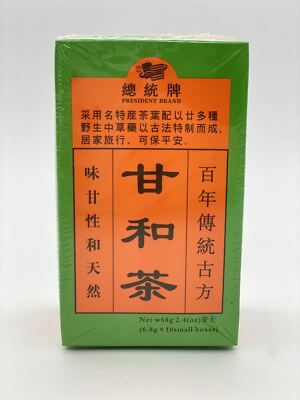 總統牌
PRESIDENT BRAND
采用名特産茶葉配以廿多種
野生中草藥以古法特制而成、
居家旅行、可保平安。
百年傳統古方
甘和茶
味甘性和天然
Net w68g 2.4(oz)安士
(6.8g×10small boxes)